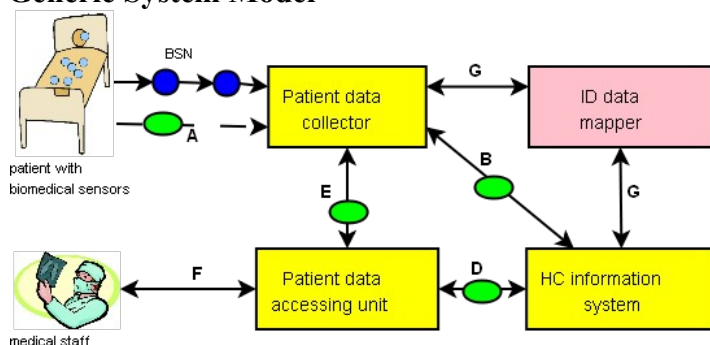 Generic System Model
BSN
G
Patient data
collector
ID data
mapper
A
patient with
biomedical sensors
B
E
G
F
Patient data
accessing unit
D
HC information
system
medical staff